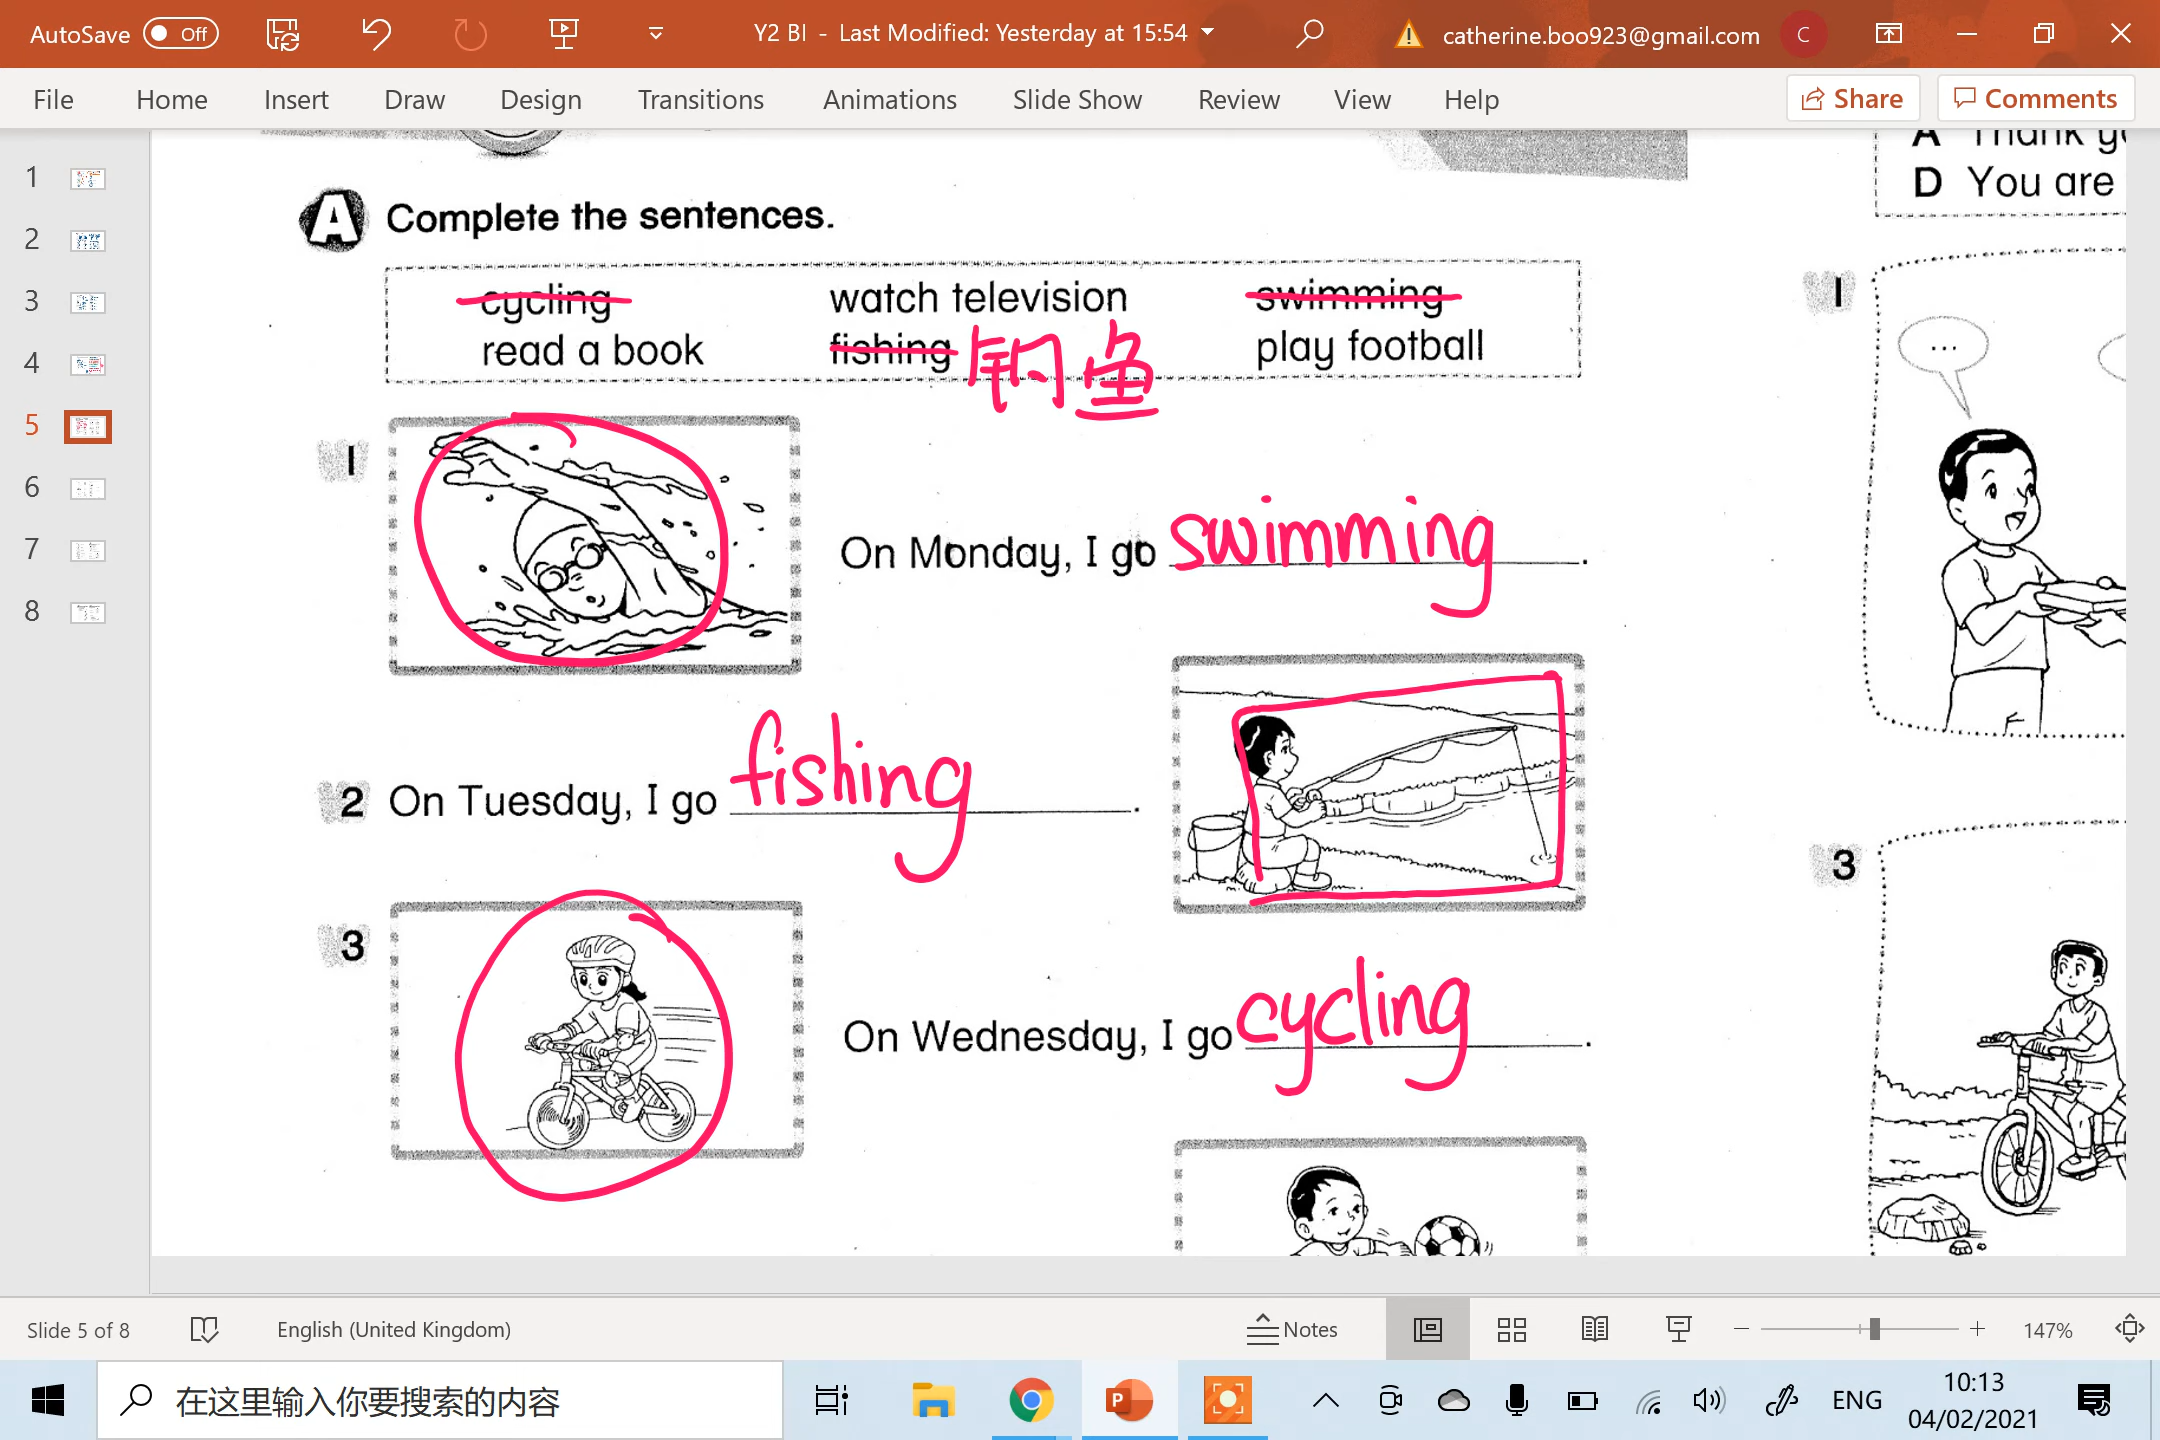 AutoSave Off Y2 BI - Last Modified: Yesterday at 15:54 catherine.boo923@gmail.com C
File Home Insert Draw Design Transitions Animations Slide Show Review View Help Share Comments
1
2
3
4
5
6
7
8
A Complete the sentences.
cycling watch television swimming
read a book fishing 钓鱼 play football
1 On Monday, I go swimming.
2 On Tuesday, I go fishing.
3 On Wednesday, I go cycling.
A Thank
D You are
1
...
3
Slide 5 of 8 English (United Kingdom) Notes 147%
在这里输入你要搜索的内容 P ENG 10:13
04/02/2021